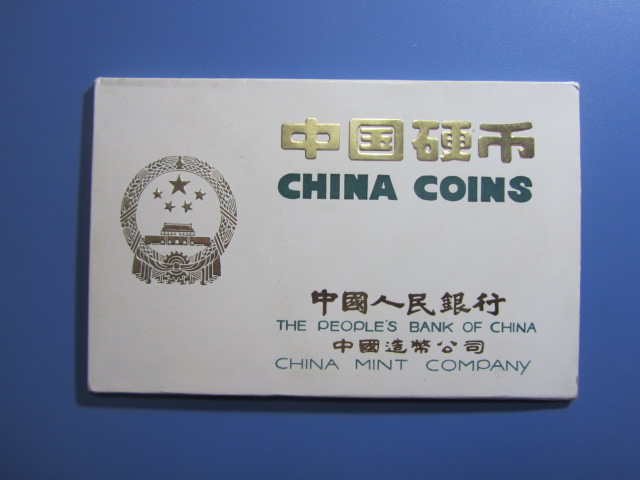 中国硬币
CHINA COINS
中國人民銀行
THE PEOPLE'S BANK OF CHINA
中國造幣公司
CHINA MINT COMPANY